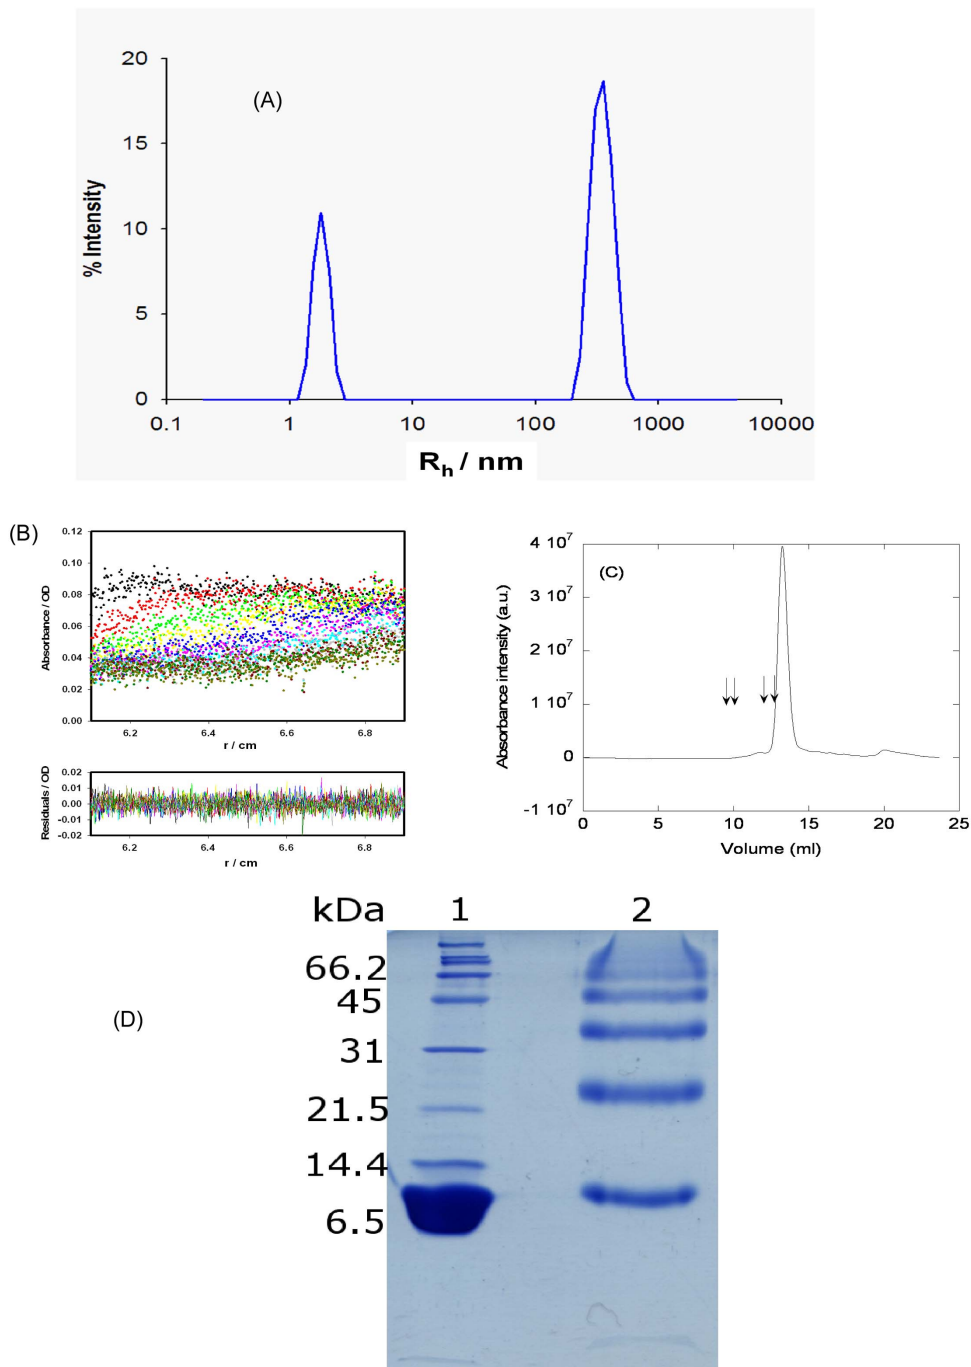 20
(A)
15
% Intensity
10
5
0
0.1 1 10 100 1000 10000
R_h / nm
(B)
0.12
0.10
0.08
0.06
0.04
0.02
0.00
Absorbance / OD
6.2 6.4 6.6 6.8
r / cm
0.02
0.01
0.00
-0.01
-0.02
Residuals / OD
6.2 6.4 6.6 6.8
r / cm
4 10^7
(C)
3 10^7
2 10^7
1 10^7
0
-1 10^7
Absorbance intensity (a.u.)
0 5 10 15 20 25
Volume (ml)
kDa 1 2
66.2
45
(D)
31
21.5
14.4
6.5